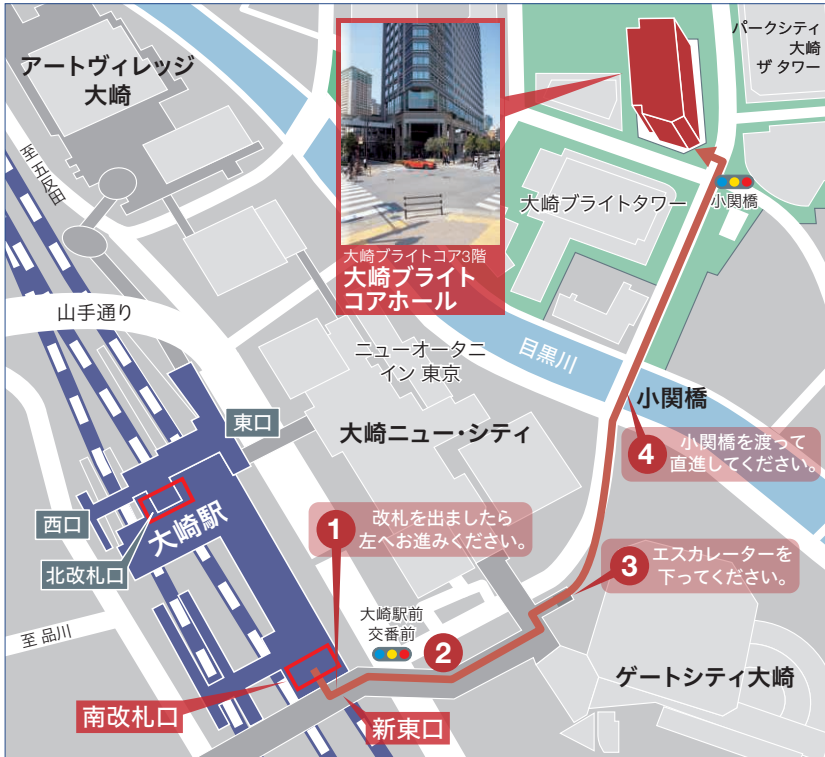 アートヴィレッジ
大崎
パークシティ
大崎
ザ タワー
至 五反田
大崎ブライトタワー
小関橋
大崎ブライトコア3階
大崎ブライト
コアホール
山手通り
ニューオータニ
イン 東京
目黒川
小関橋
東口
大崎ニュー・シティ
4
小関橋を渡って
直進してください。
西口
大崎駅
北改札口
1
改札を出ましたら
左へお進みください。
3
エスカレーターを
下ってください。
至 品川
大崎駅前
交番前
2
ゲートシティ大崎
南改札口
新東口